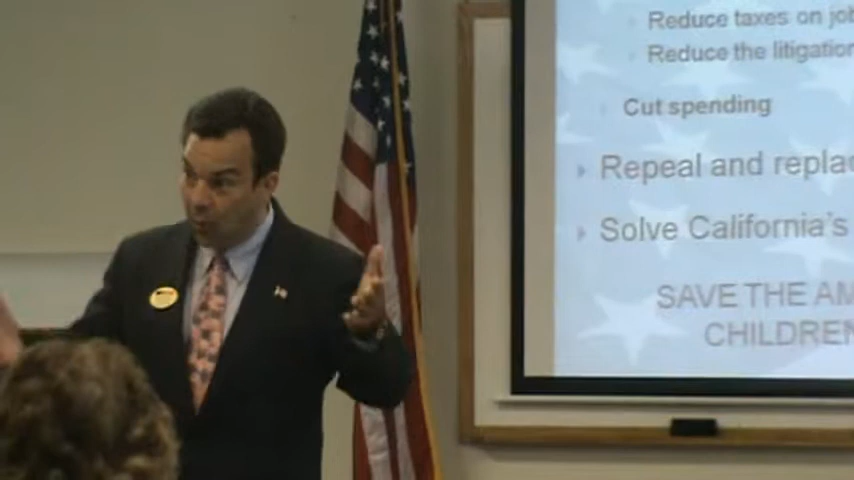 Reduce taxes on job
Reduce the litigation
Cut spending
Repeal and replac
Solve California's
SAVE THE AM
CHILDREN